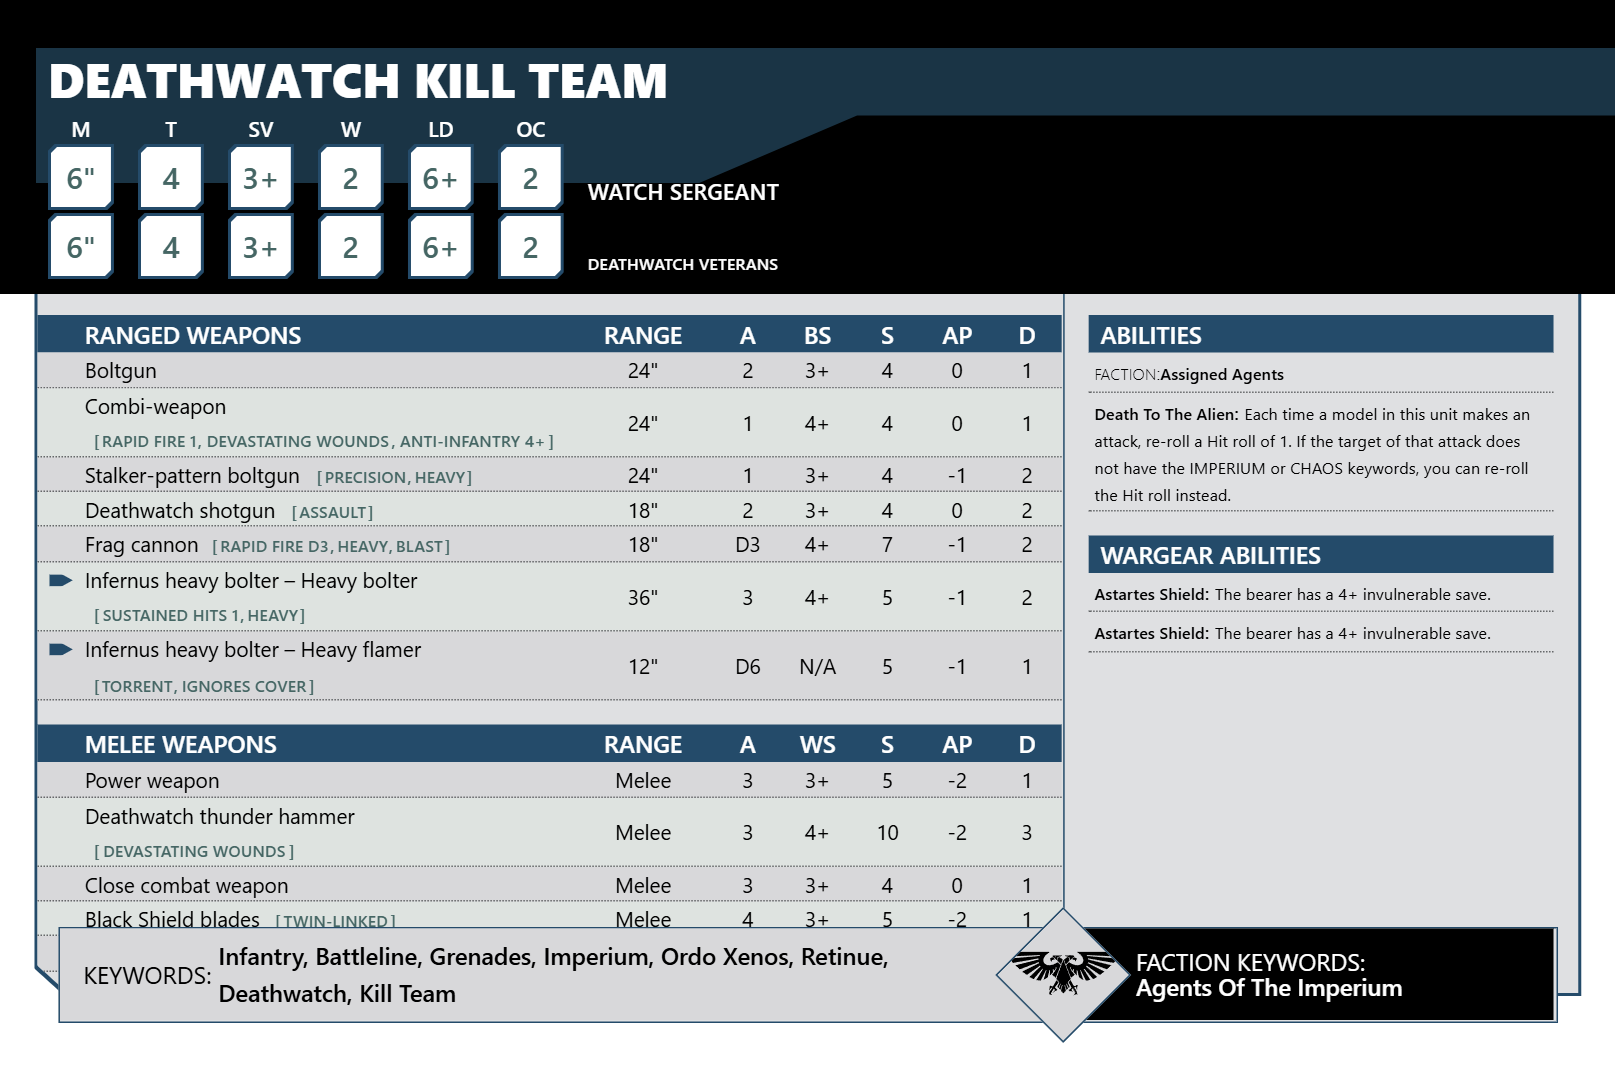 DEATHWATCH KILL TEAM
M T SV W LD OC
6" 4 3+ 2 6+ 2 WATCH SERGEANT
6" 4 3+ 2 6+ 2 DEATHWATCH VETERANS
RANGED WEAPONS RANGE A BS S AP D
Boltgun 24" 2 3+ 4 0 1
Combi-weapon
[RAPID FIRE 1, DEVASTATING WOUNDS, ANTI-INFANTRY 4+] 24" 1 4+ 4 0 1
Stalker-pattern boltgun [PRECISION, HEAVY] 24" 1 3+ 4 -1 2
Deathwatch shotgun [ASSAULT] 18" 2 3+ 4 0 2
Frag cannon [RAPID FIRE D3, HEAVY, BLAST] 18" D3 4+ 7 -1 2
Infernus heavy bolter – Heavy bolter
[SUSTAINED HITS 1, HEAVY] 36" 3 4+ 5 -1 2
Infernus heavy bolter – Heavy flamer
[TORRENT, IGNORES COVER] 12" D6 N/A 5 -1 1
MELEE WEAPONS RANGE A WS S AP D
Power weapon Melee 3 3+ 5 -2 1
Deathwatch thunder hammer
[DEVASTATING WOUNDS] Melee 3 4+ 10 -2 3
Close combat weapon Melee 3 3+ 4 0 1
Black Shield blades [TWIN-LINKED] Melee 4 3+ 5 -2 1
ABILITIES
FACTION:Assigned Agents
Death To The Alien: Each time a model in this unit makes an
attack, re-roll a Hit roll of 1. If the target of that attack does
not have the IMPERIUM or CHAOS keywords, you can re-roll
the Hit roll instead.
WARGEAR ABILITIES
Astartes Shield: The bearer has a 4+ invulnerable save.
Astartes Shield: The bearer has a 4+ invulnerable save.
KEYWORDS: Infantry, Battleline, Grenades, Imperium, Ordo Xenos, Retinue,
Deathwatch, Kill Team
FACTION KEYWORDS:
Agents Of The Imperium